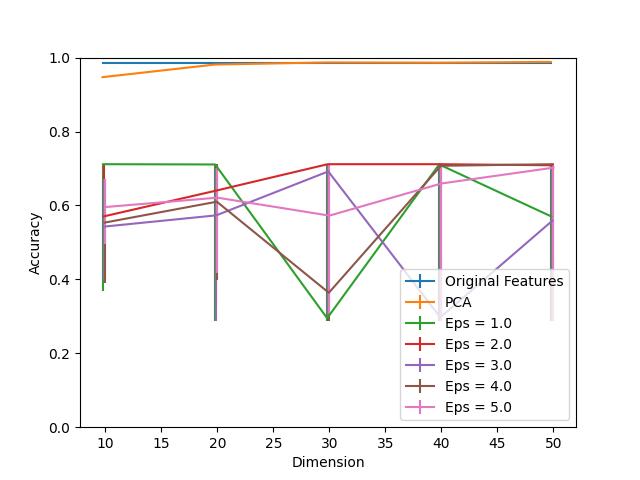 1.0
0.8
0.6
0.4
0.2
0.0
Accuracy
10
15
20
25
30
35
40
45
50
Dimension
Original Features
PCA
Eps = 1.0
Eps = 2.0
Eps = 3.0
Eps = 4.0
Eps = 5.0